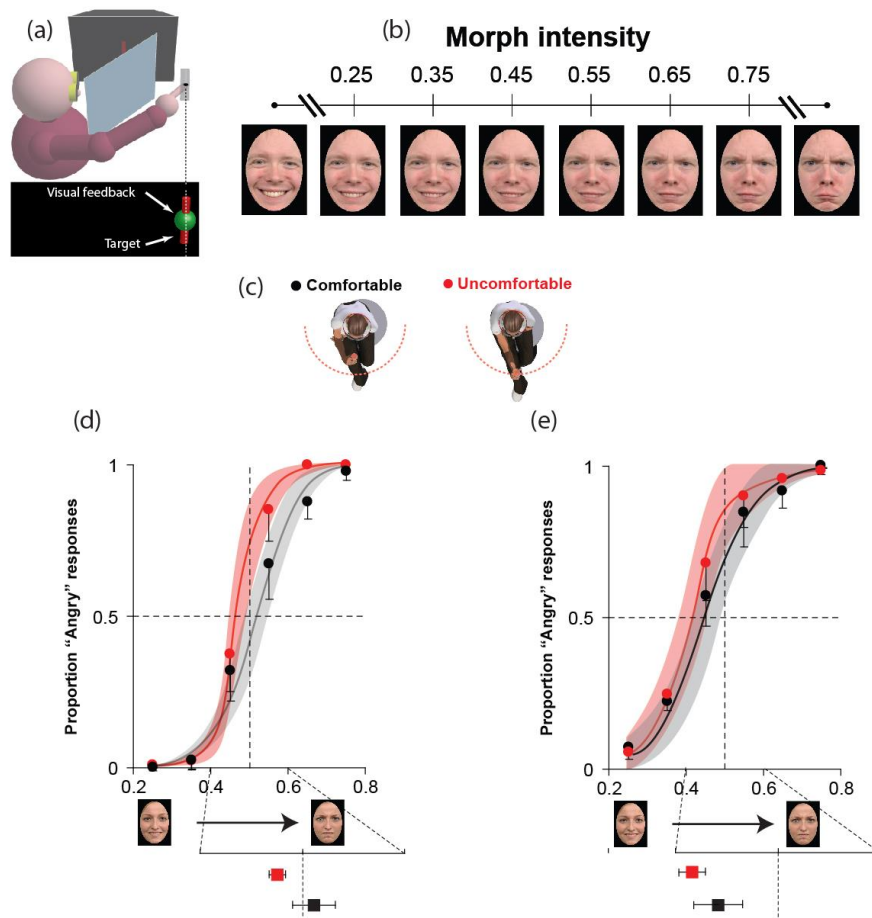 (a)
(b)
Morph intensity
0.25 0.35 0.45 0.55 0.65 0.75
Visual feedback
Target
(c)
Comfortable
Uncomfortable
(d)
Proportion “Angry” responses
1
0.5
0
0.2 0.4 0.6 0.8
(e)
Proportion “Angry” responses
1
0.5
0
0.2 0.4 0.6 0.8